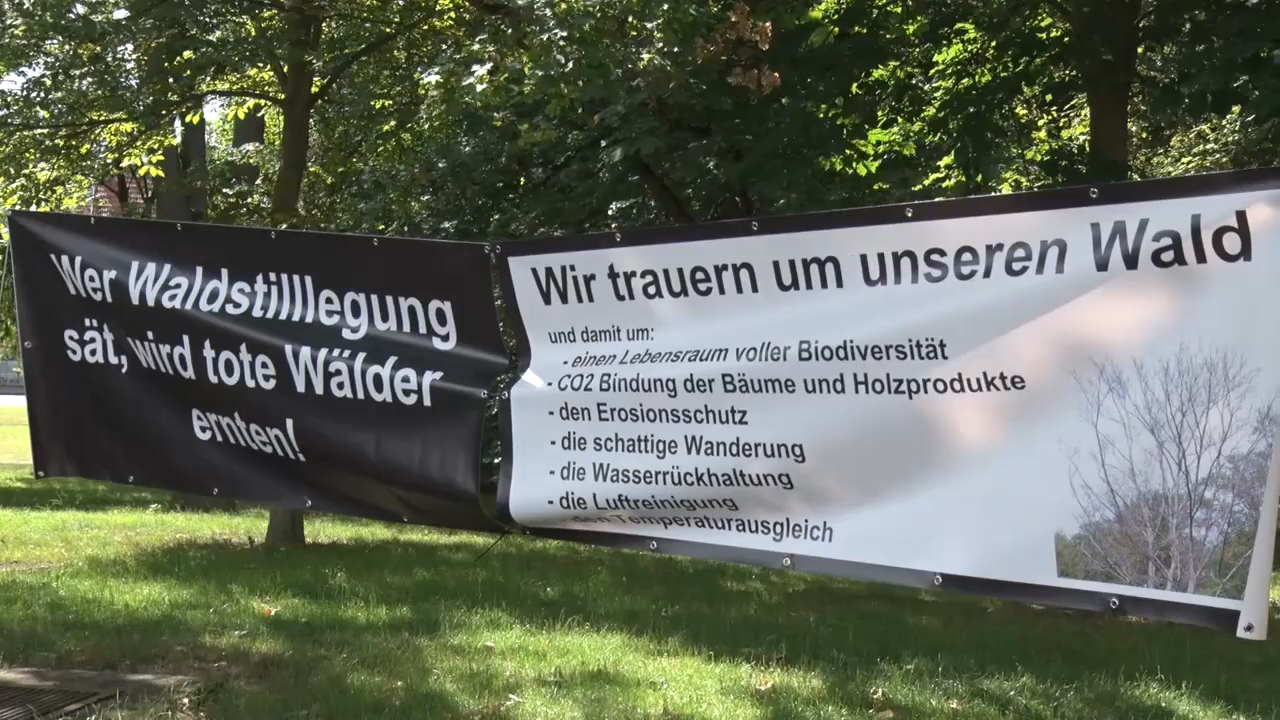 Wer Waldstilllegung
sät, wird tote Wälder
ernten!
Wir trauern um unseren Wald
und damit um:
- einen Lebensraum voller Biodiversität
- CO2 Bindung der Bäume und Holzprodukte
- den Erosionsschutz
- die schattige Wanderung
- die Wasserrückhaltung
- die Luftreinigung
- den Temperaturausgleich